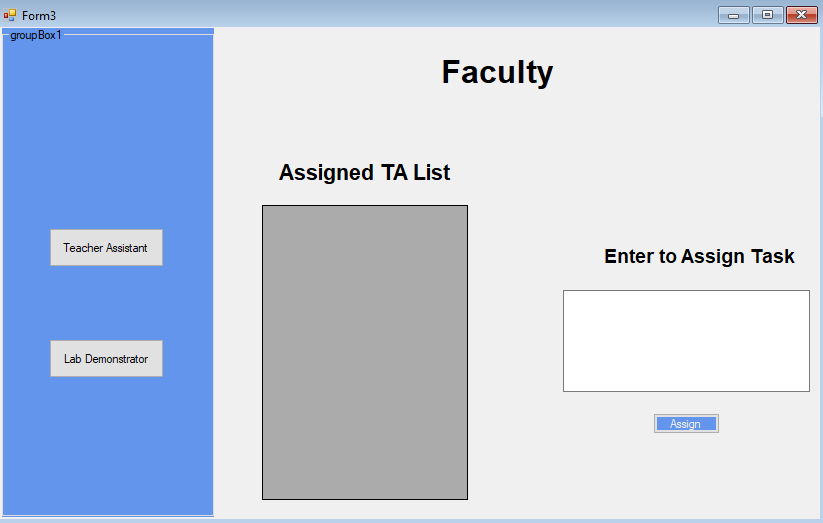 Form3
groupBox1
Faculty
Assigned TA List
Teacher Assistant
Enter to Assign Task
Lab Demonstrator
Assign